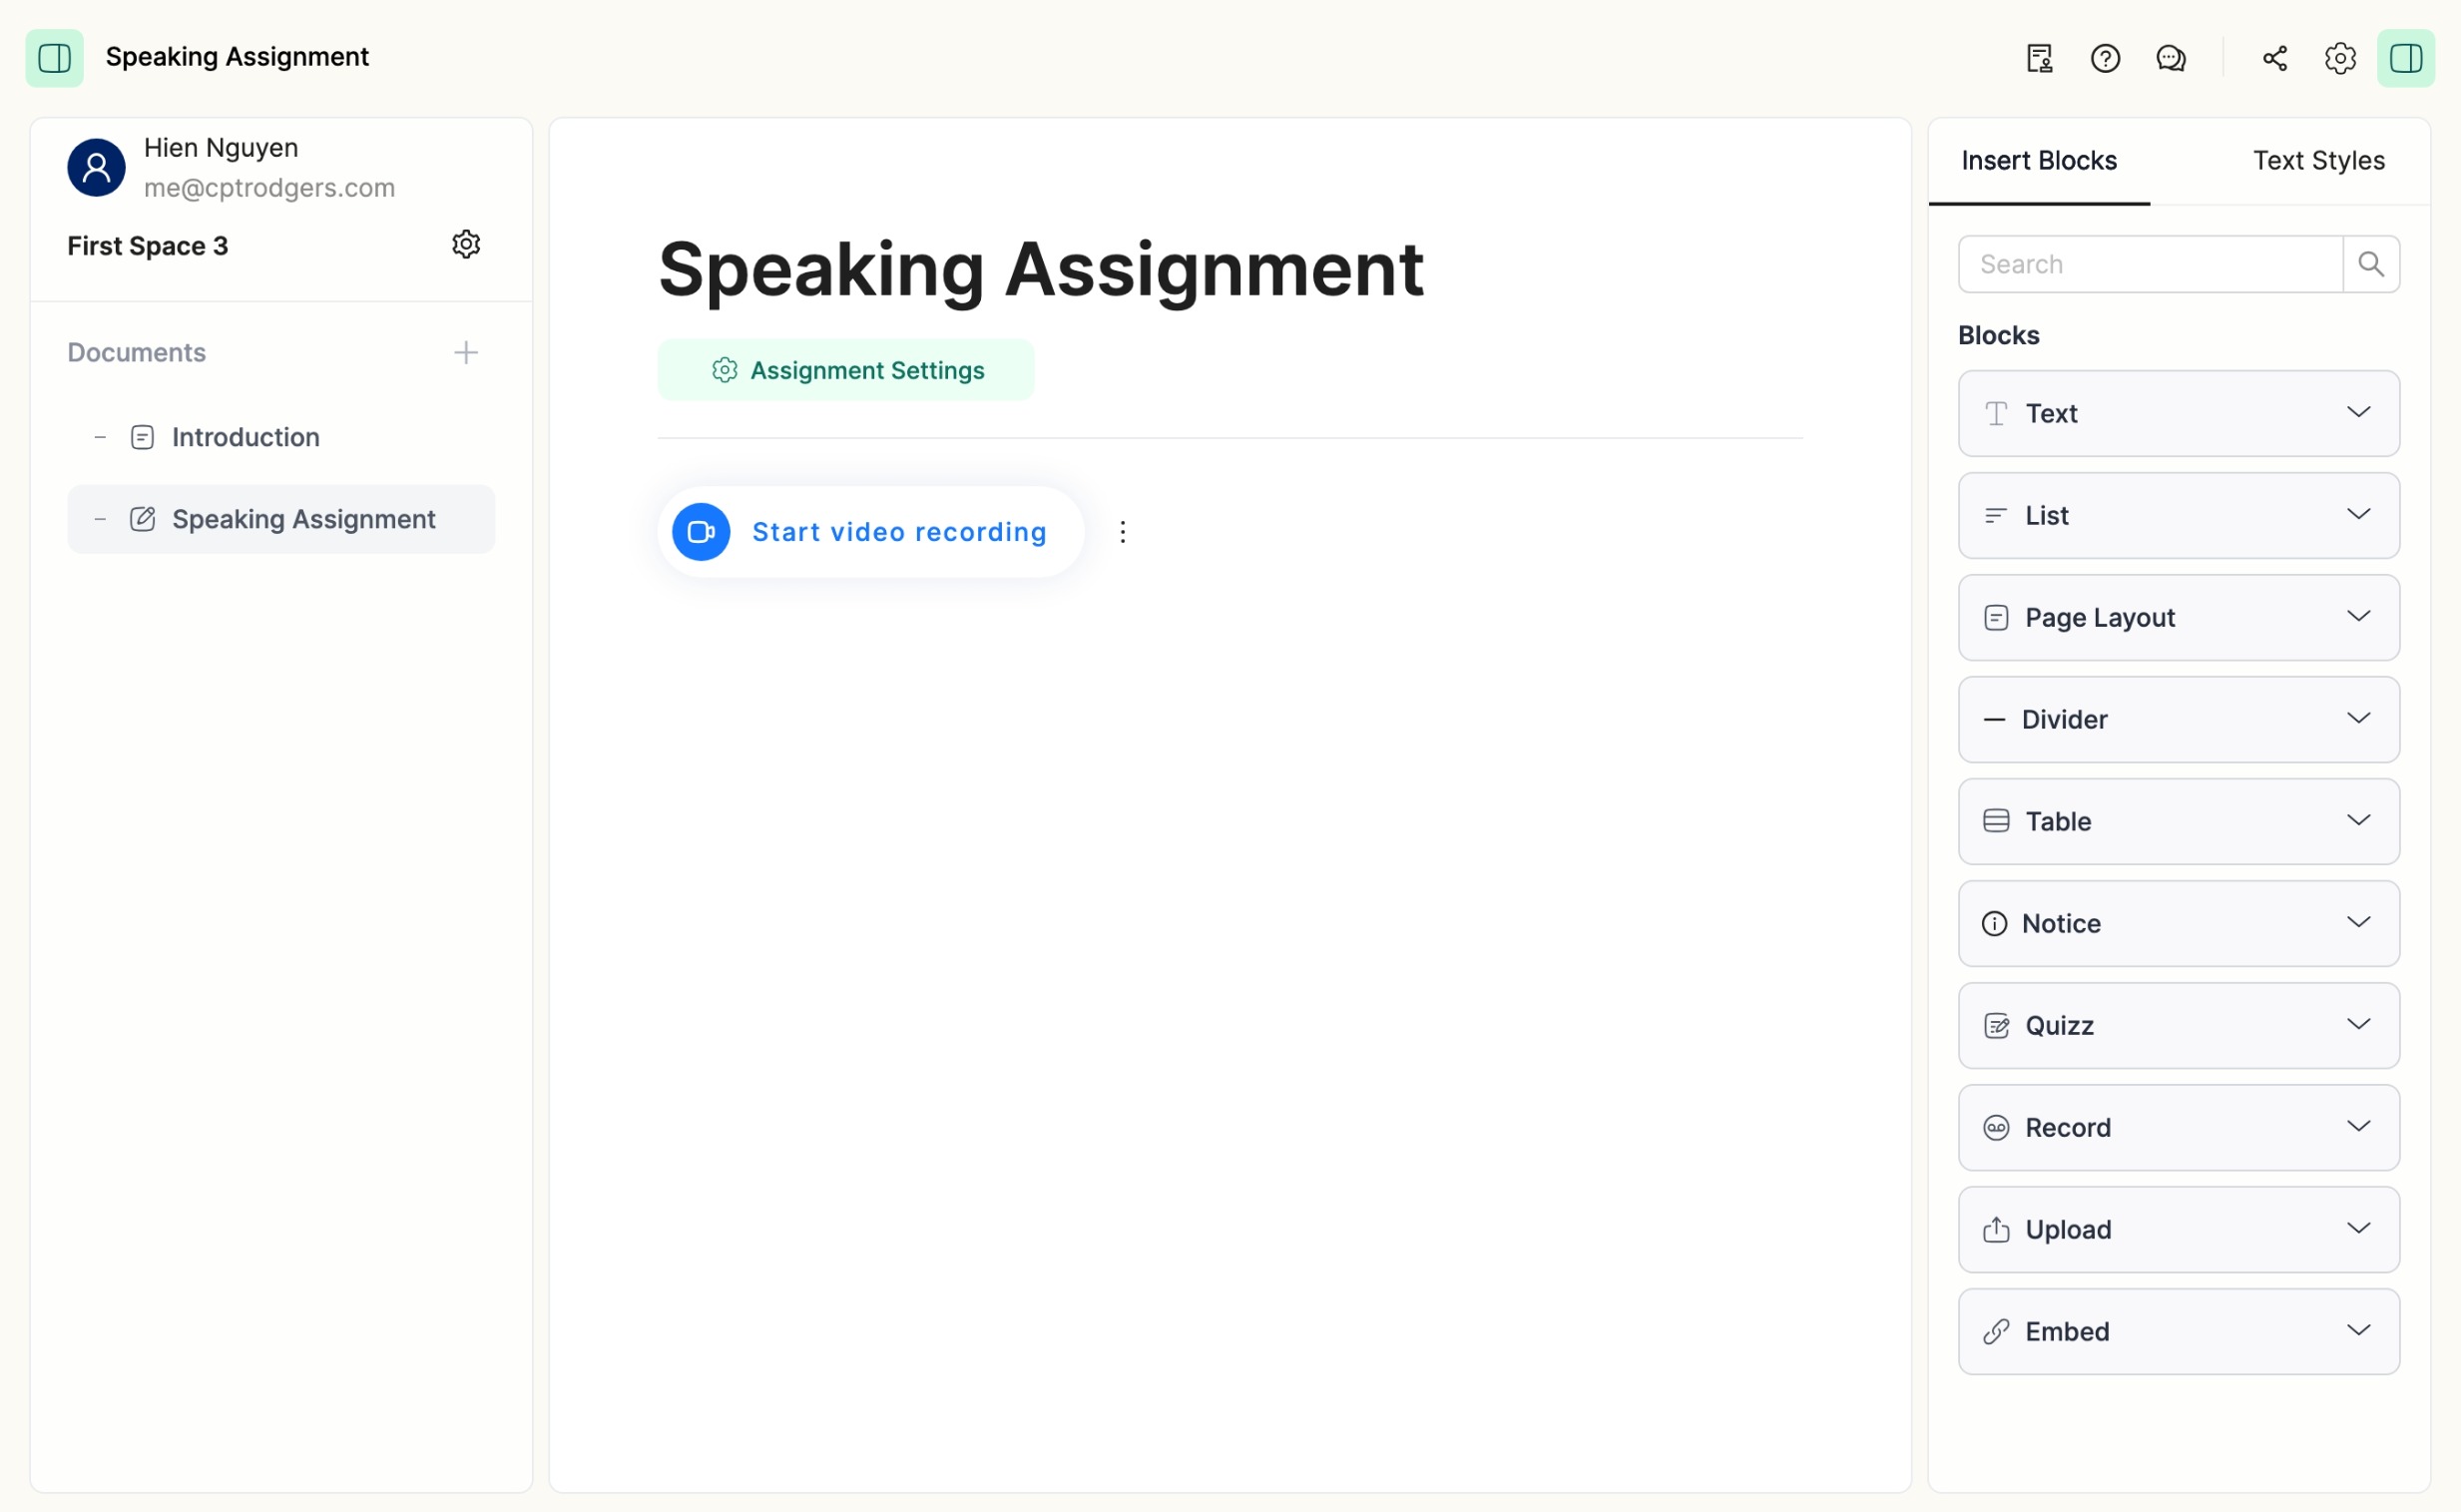 Speaking Assignment
Hien Nguyen
me@cptrodgers.com
First Space 3
Documents
Introduction
Speaking Assignment
Speaking Assignment
Assignment Settings
Start video recording
Insert Blocks
Text Styles
Search
Blocks
Text
List
Page Layout
Divider
Table
Notice
Quizz
Record
Upload
Embed